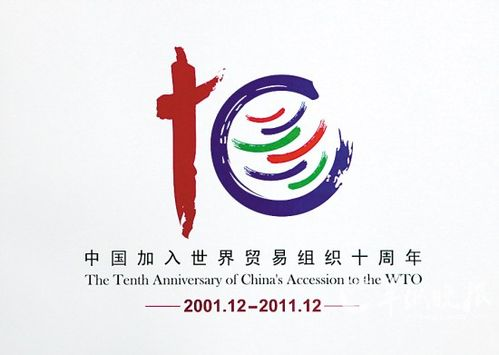 中国加入世界贸易组织十周年
The Tenth Anniversary of China's Accession to the WTO
2001.12-2011.12